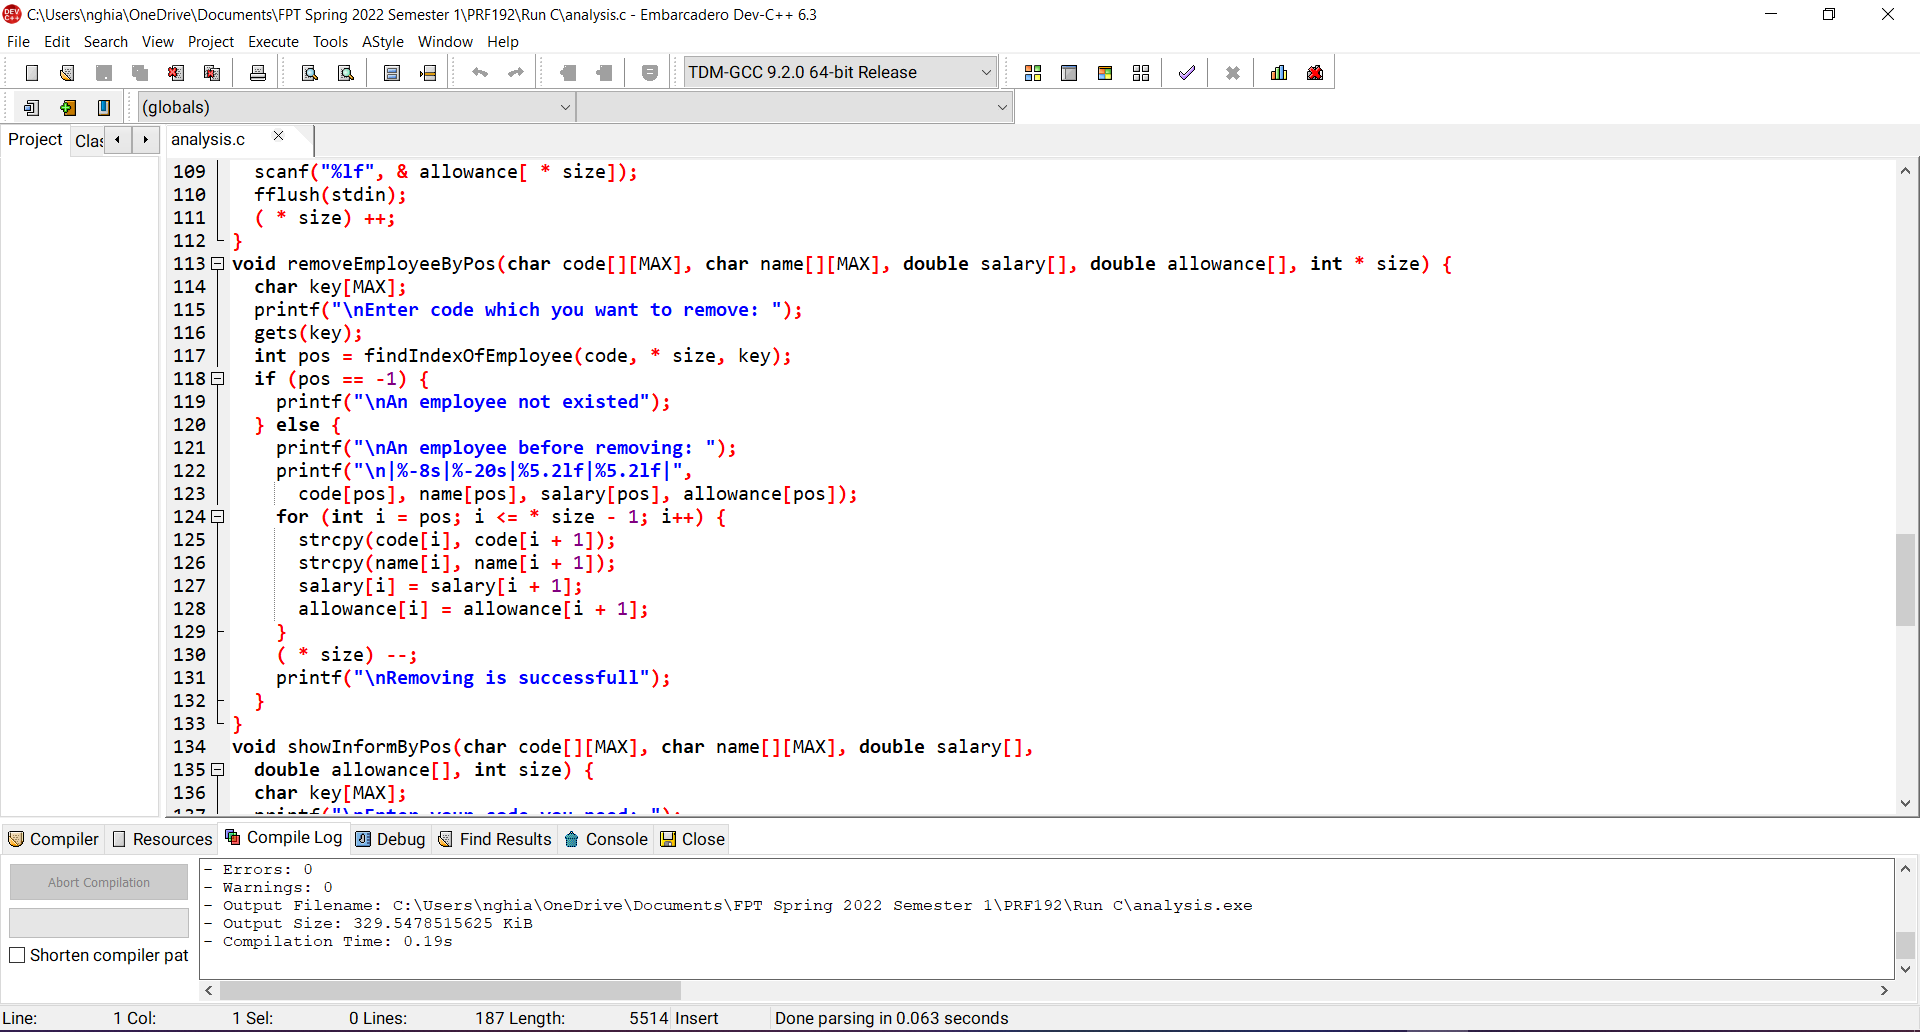 C:\Users\nghia\OneDrive\Documents\FPT Spring 2022 Semester 1\PRF192\Run C\analysis.c - Embarcadero Dev-C++ 6.3
File Edit Search View Project Execute Tools AStyle Window Help
TDM-GCC 9.2.0 64-bit Release
(globals)
Project Clas analysis.c
109 scanf("%lf", & allowance[ * size]);
110 fflush(stdin);
111 ( * size) ++;
112 }
113 void removeEmployeeByPos(char code[][MAX], char name[][MAX], double salary[], double allowance[], int * size) {
114 char key[MAX];
115 printf("\nEnter code which you want to remove: ");
116 gets(key);
117 int pos = findIndexOfEmployee(code, * size, key);
118 if (pos == -1) {
119 printf("\nAn employee not existed");
120 } else {
121 printf("\nAn employee before removing: ");
122 printf("\n|%-8s|%-20s|%5.2lf|%5.2lf|",
123 code[pos], name[pos], salary[pos], allowance[pos]);
124 for (int i = pos; i <= * size - 1; i++) {
125 strcpy(code[i], code[i + 1]);
126 strcpy(name[i], name[i + 1]);
127 salary[i] = salary[i + 1];
128 allowance[i] = allowance[i + 1];
129 }
130 ( * size) --;
131 printf("\nRemoving is successfull");
132 }
133 }
134 void showInformByPos(char code[][MAX], char name[][MAX], double salary[],
135 double allowance[], int size) {
136 char key[MAX];
137 printf("\nEnter your code you need: ");
Compiler Resources Compile Log Debug Find Results Console Close
Abort Compilation
Shorten compiler pat
- Errors: 0
- Warnings: 0
- Output Filename: C:\Users\nghia\OneDrive\Documents\FPT Spring 2022 Semester 1\PRF192\Run C\analysis.exe
- Output Size: 329.5478515625 KiB
- Compilation Time: 0.19s
Line: 1 Col: 1 Sel: 0 Lines: 187 Length: 5514 Insert Done parsing in 0.063 seconds